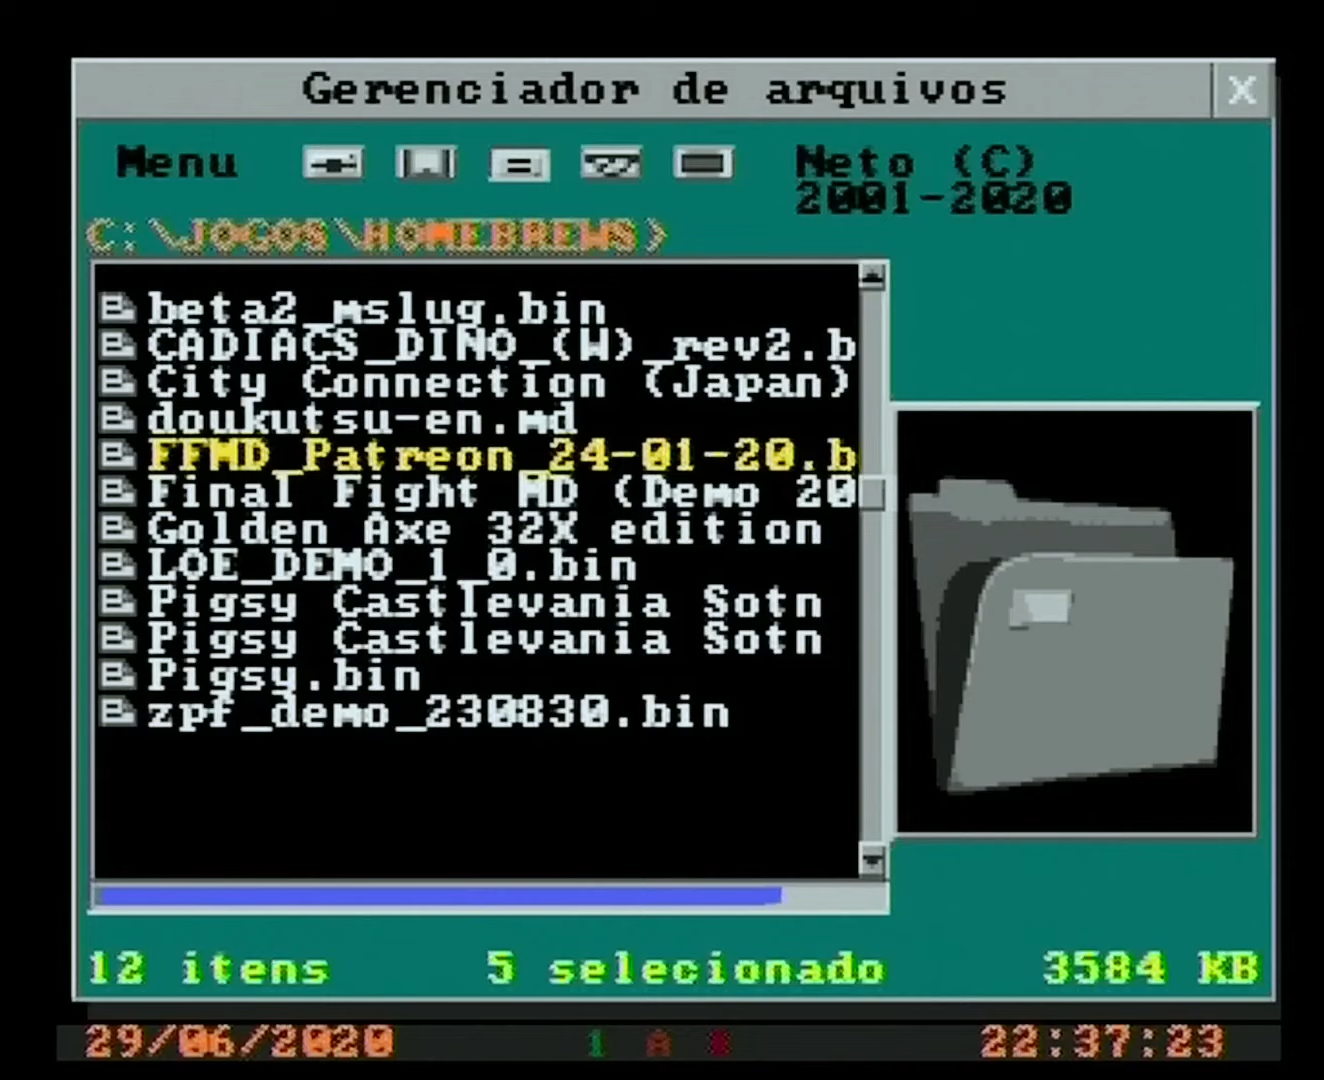 Gerenciador de arquivos X
Menu
Neto (C)
2001-2020
C:\JOGOS\HOMEBREWS>
beta2_mslug.bin
CADIACS_DINO_(W)_rev2.b
City Connection (Japan)
doukutsu-en.md
FFMD_Patreon_24-01-20.b
Final Fight MD (Demo 20
Golden Axe 32X edition
LOE_DEMO_1_0.bin
Pigsy Castlevania Sotn
Pigsy Castlevania Sotn
Pigsy.bin
zpf_demo_230830.bin
12 itens 5 selecionado 3584 KB
29/06/2020 1 A 22:37:23